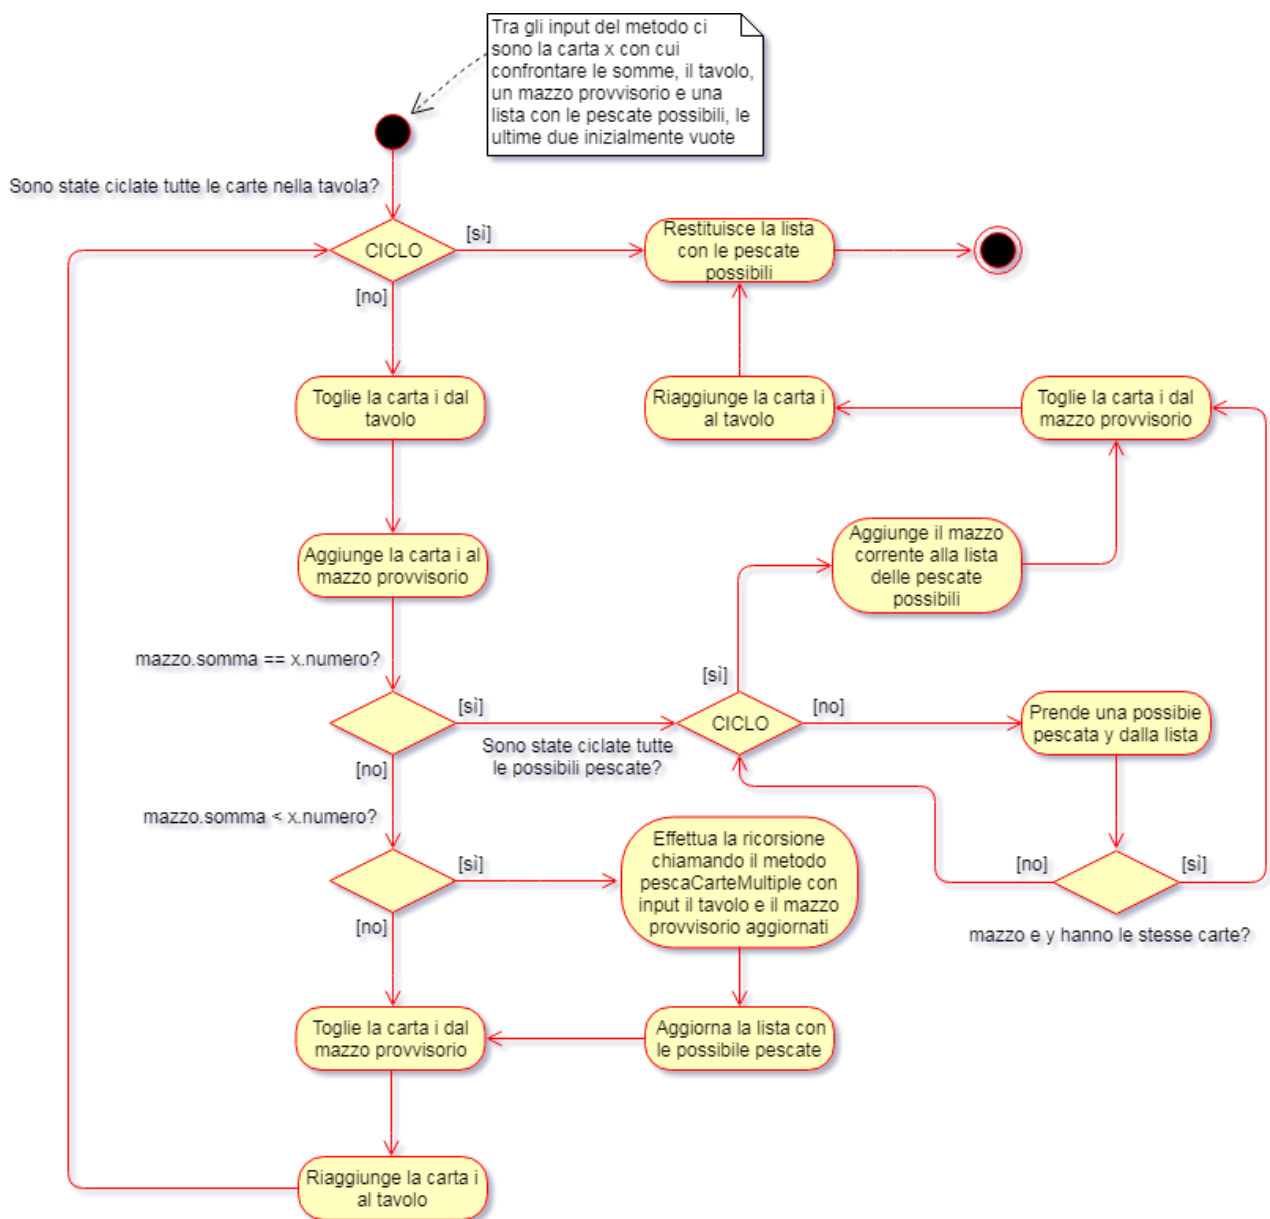 Tra gli input del metodo ci
sono la carta x con cui
confrontare le somme, il tavolo,
un mazzo provvisorio e una
lista con le pescate possibili, le
ultime due inizialmente vuote
Sono state ciclate tutte le carte nella tavola?
CICLO
[sì]
[no]
Restituisce la lista
con le pescate
possibili
Toglie la carta i dal
tavolo
Riaggiunge la carta i
al tavolo
Toglie la carta i dal
mazzo provvisorio
Aggiunge la carta i al
mazzo provvisorio
Aggiunge il mazzo
corrente alla lista
delle pescate
possibili
mazzo.somma == x.numero?
[sì]
[no]
Sono state ciclate tutte
le possibili pescate?
[sì]
CICLO
[no]
Prende una possibie
pescata y dalla lista
mazzo.somma < x.numero?
[sì]
[no]
Effettua la ricorsione
chiamando il metodo
pescaCarteMultiple con
input il tavolo e il mazzo
provvisorio aggiornati
[no]
[sì]
mazzo e y hanno le stesse carte?
Toglie la carta i dal
mazzo provvisorio
Aggiorna la lista con
le possibile pescate
Riaggiunge la carta i
al tavolo